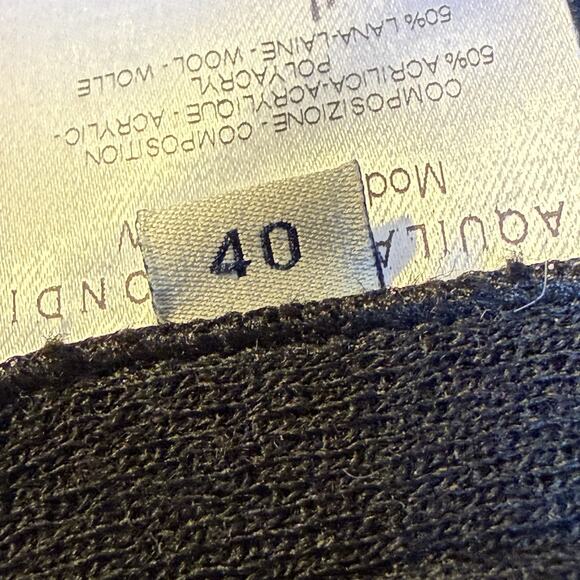 40
AQUILA
Mod
COMPOSIZIONE - COMPOSITION
50% ACRILICA-ACRYLIQUE - ACRYLIC -
POLYACRYL
50% LANA-LAINE - WOOL - WOLLE